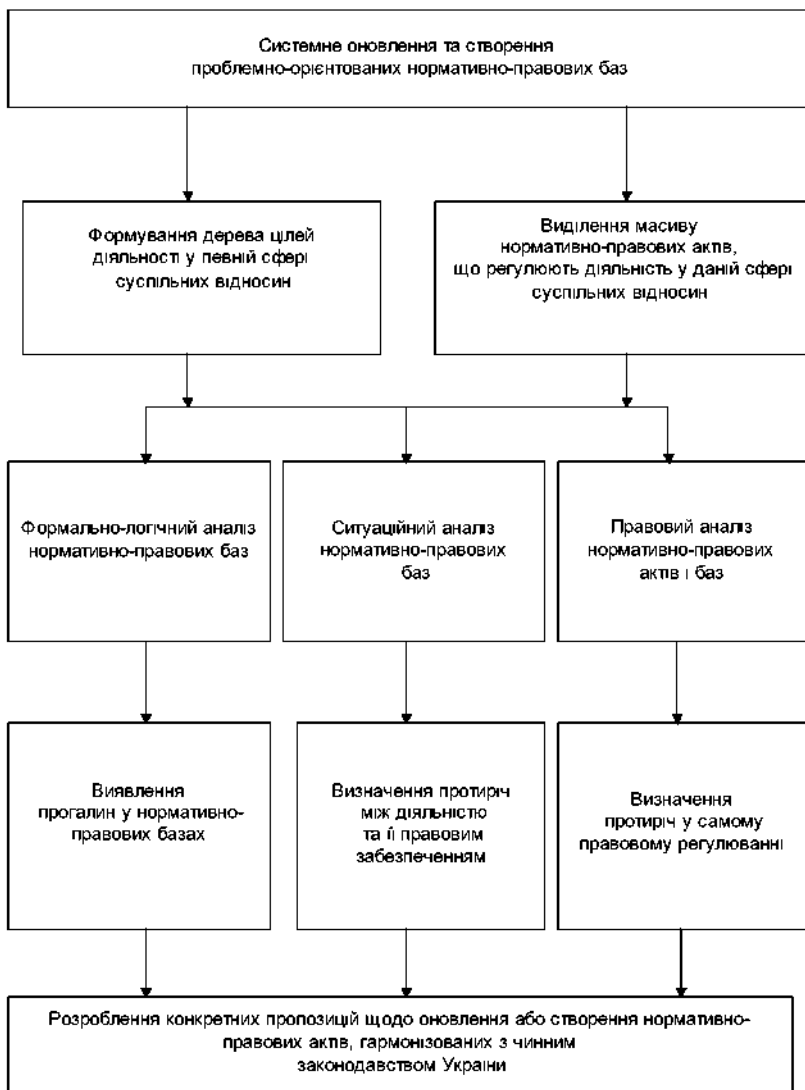 Системне оновлення та створення
проблемно-орієнтованих нормативно-правових баз
Формування дерева цілей
діяльності у певній сфері
суспільних відносин
Виділення масиву
нормативно-правових актів,
що регулюють діяльність у даній сфері
суспільних відносин
Формально-логічний аналіз
нормативно-правових баз
Ситуаційний аналіз
нормативно-правових
баз
Правовий аналіз
нормативно-правових
актів і баз
Виявлення
прогалин у нормативно-
правових базах
Визначення протиріч
між діяльністю
та її правовим
забезпеченням
Визначення
протиріч у самому
правовому регулюванні
Розроблення конкретних пропозицій щодо оновлення або створення нормативно-
правових актів, гармонізованих з чинним
законодавством України